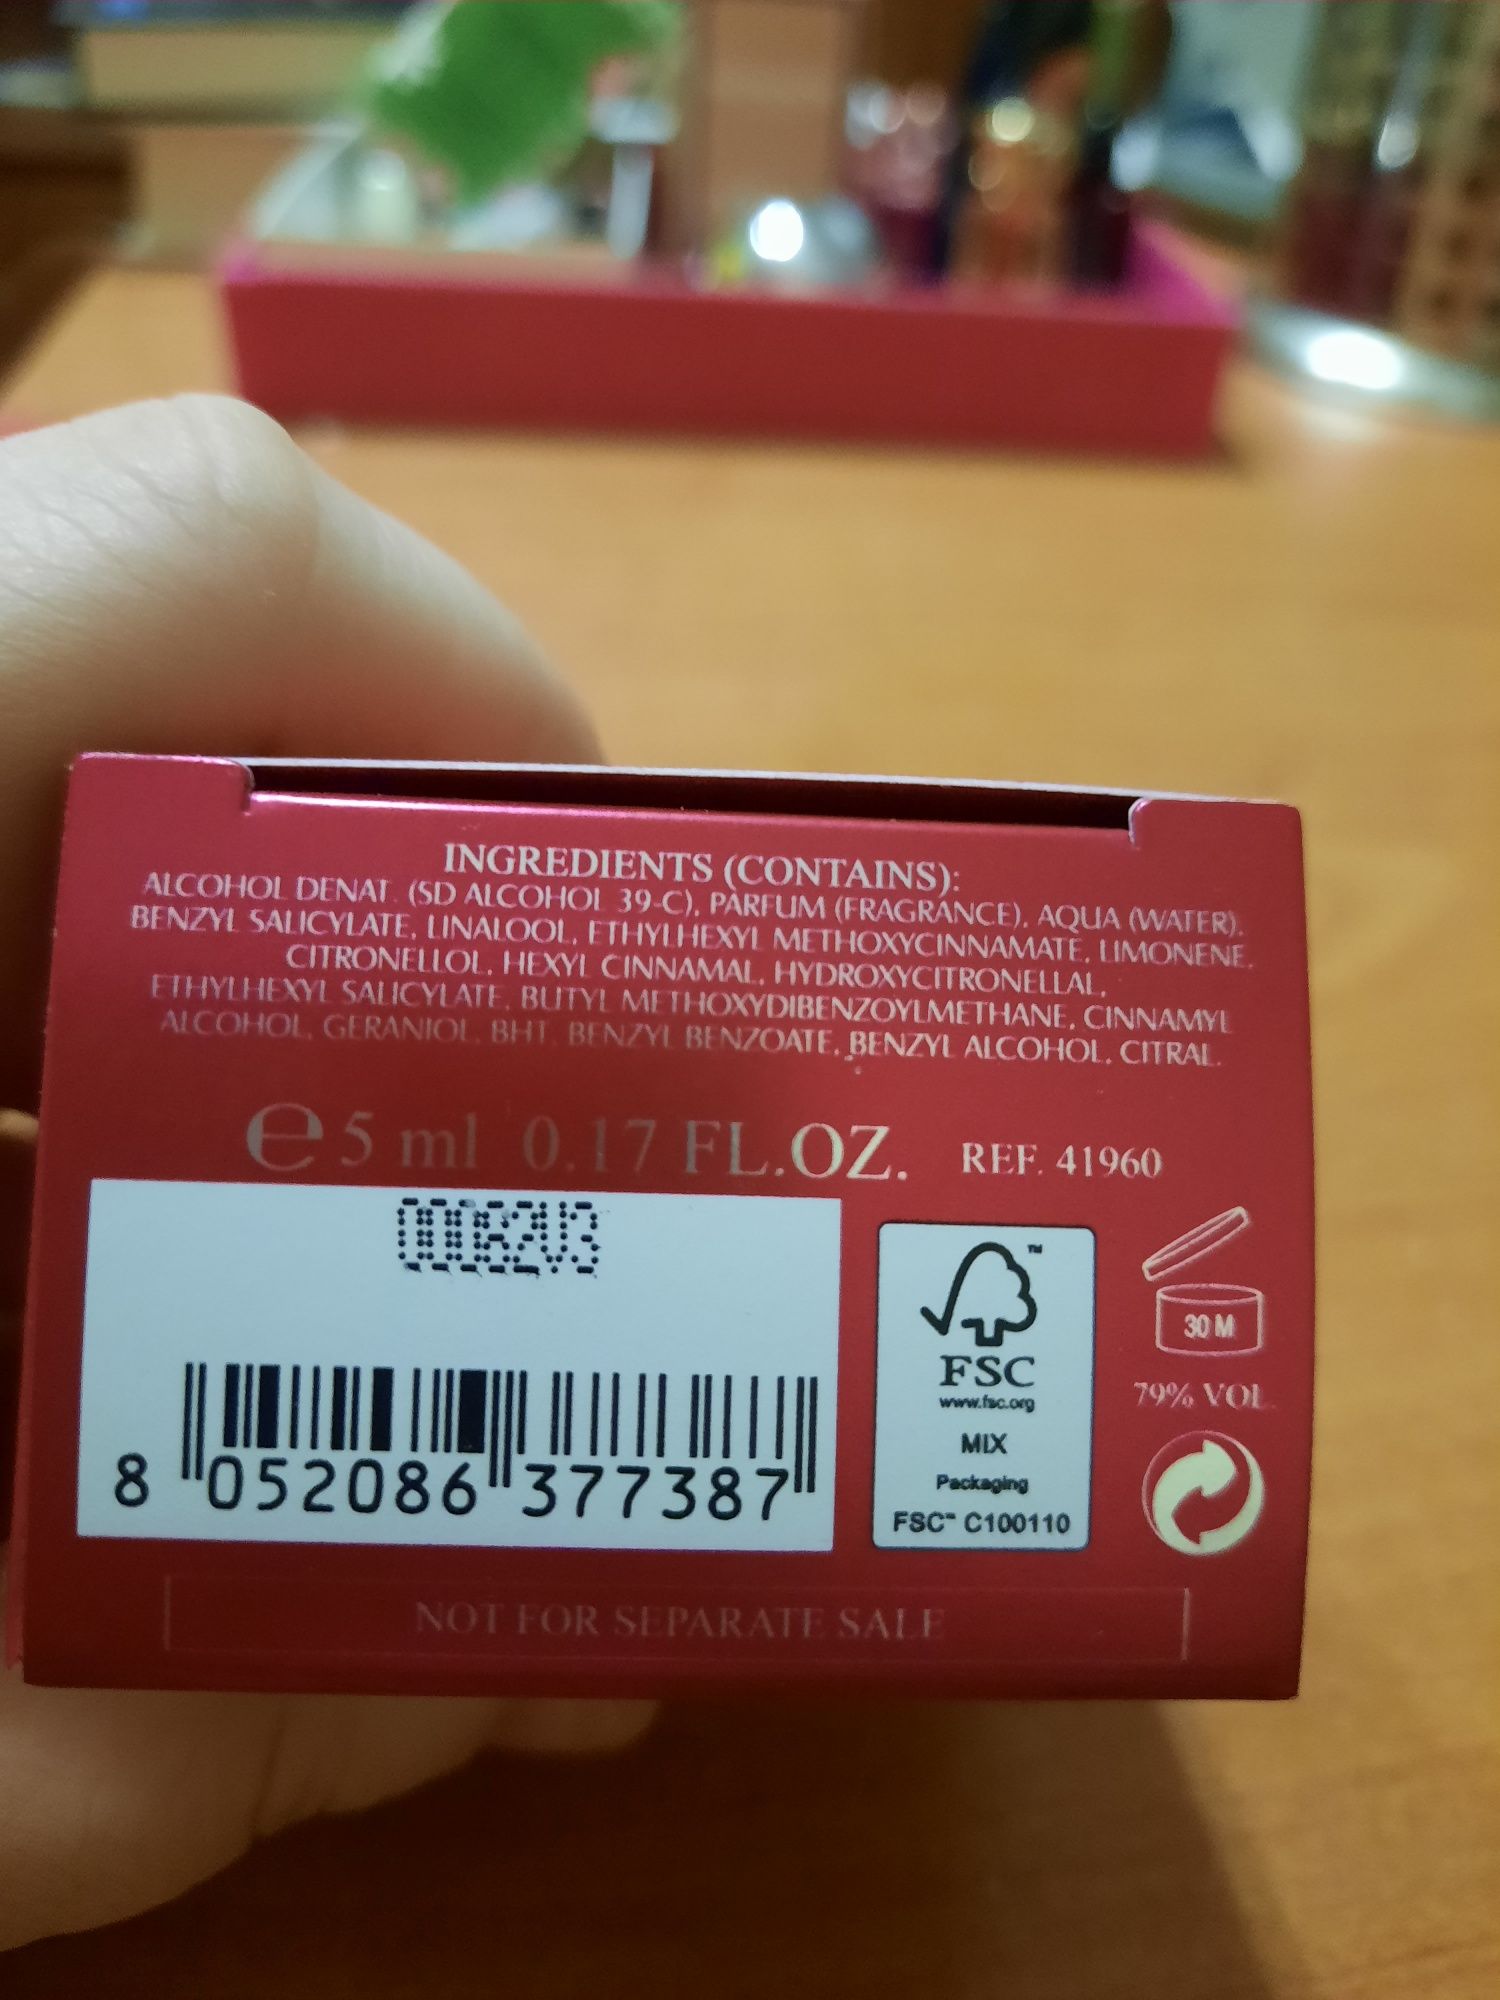 INGREDIENTS (CONTAINS):
ALCOHOL DENAT. (SD ALCOHOL 39-C), PARFUM (FRAGRANCE), AQUA (WATER),
BENZYL SALICYLATE, LINALOOL, ETHYLHEXYL METHOXYCINNAMATE, LIMONENE,
CITRONELLOL, HEXYL CINNAMAL, HYDROXYCITRONELLAL,
ETHYLHEXYL SALICYLATE, BUTYL METHOXYDIBENZOYLMETHANE, CINNAMYL
ALCOHOL, GERANIOL, BHT, BENZYL BENZOATE, BENZYL ALCOHOL, CITRAL.
℮ 5 ml 0.17 FL.OZ. REF. 41960
8 052086 377387
FSC™
www.fsc.org
MIX
Packaging
FSC™ C100110
30 M
79% VOL
NOT FOR SEPARATE SALE